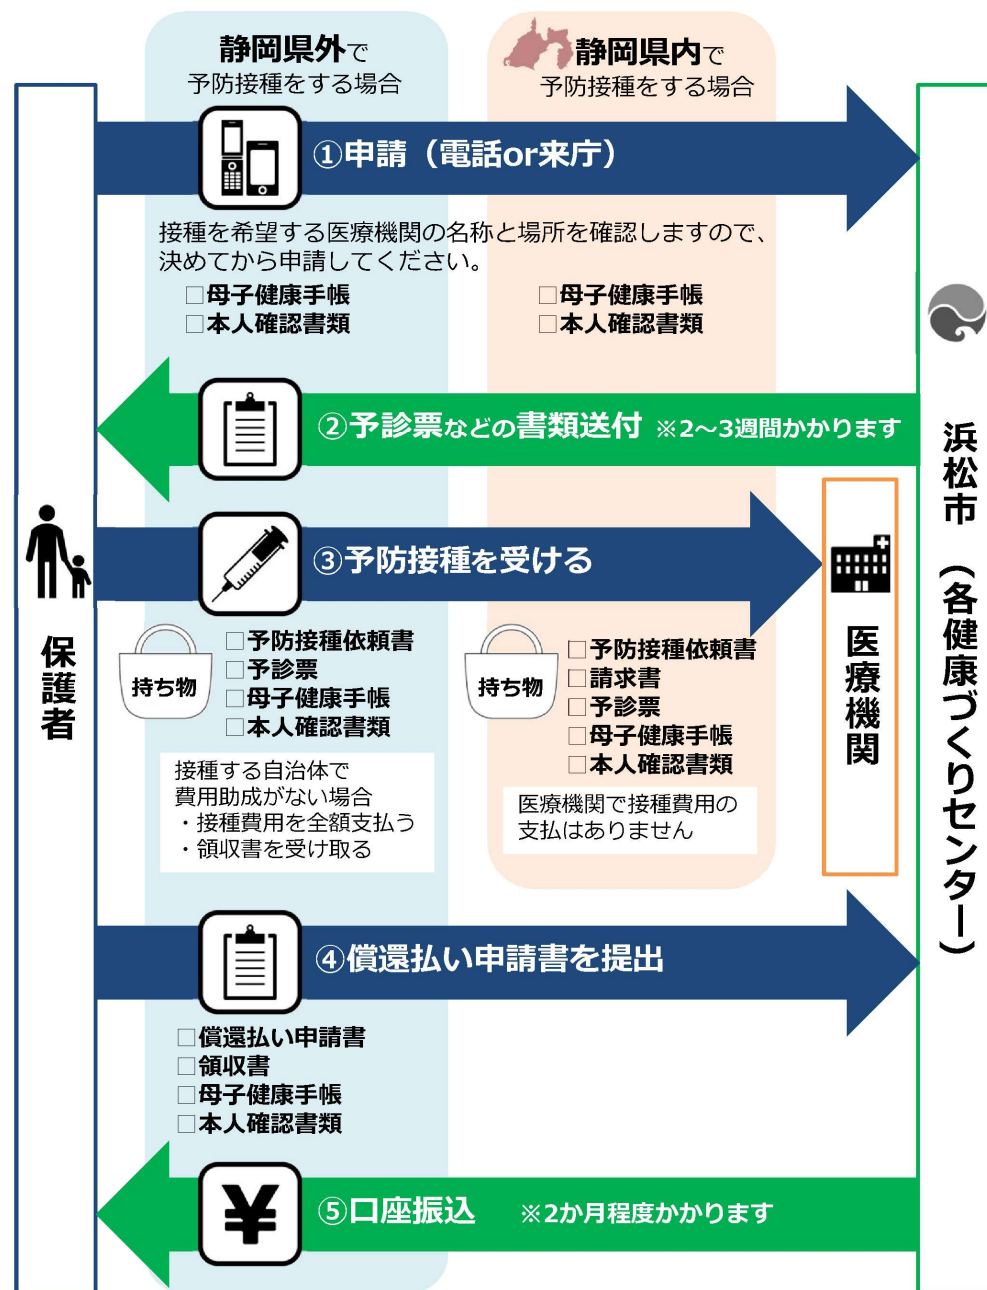 静岡県外で
予防接種をする場合
静岡県内で
予防接種をする場合
①申請（電話or来庁）
接種を希望する医療機関の名称と場所を確認しますので、
決めてから申請してください。
□母子健康手帳
□本人確認書類
□母子健康手帳
□本人確認書類
②予診票などの書類送付 ※2～3週間かかります
③予防接種を受ける
持ち物
□予防接種依頼書
□予診票
□母子健康手帳
□本人確認書類
接種する自治体で
費用助成がない場合
・接種費用を全額支払う
・領収書を受け取る
持ち物
□予防接種依頼書
□請求書
□予診票
□母子健康手帳
□本人確認書類
医療機関で接種費用の
支払はありません
④償還払い申請書を提出
□償還払い申請書
□領収書
□母子健康手帳
□本人確認書類
⑤口座振込 ※2か月程度かかります
¥
保護者
医療機関
浜松市（各健康づくりセンター）